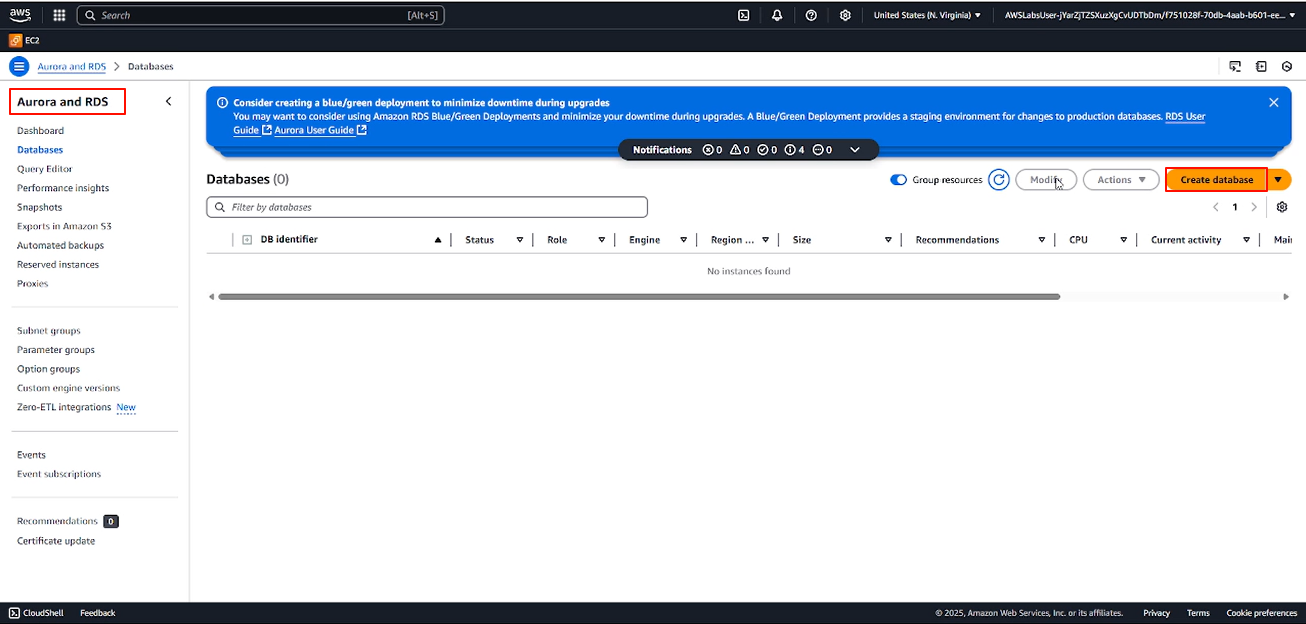 aws
Search [Alt+S]
United States (N. Virginia) ▼
AWSLabsUser-jYarZjTZSXuzXgCvUDTbDm/f751028f-70db-4aab-b601-ee... ▼
EC2
Aurora and RDS > Databases
Aurora and RDS
Dashboard
Databases
Query Editor
Performance insights
Snapshots
Exports in Amazon S3
Automated backups
Reserved instances
Proxies
Subnet groups
Parameter groups
Option groups
Custom engine versions
Zero-ETL integrations New
Events
Event subscriptions
Recommendations 0
Certificate update
Consider creating a blue/green deployment to minimize downtime during upgrades
You may want to consider using Amazon RDS Blue/Green Deployments and minimize your downtime during upgrades. A Blue/Green Deployment provides a staging environment for changes to production databases. RDS User
Guide Aurora User Guide
Notifications 0 0 0 4 0
Databases (0)
Group resources
Modify
Actions
Create database
Filter by databases
1
DB identifier Status Role Engine Region ... Size Recommendations CPU Current activity Main
No instances found
CloudShell Feedback
© 2025, Amazon Web Services, Inc. or its affiliates. Privacy Terms Cookie preferences